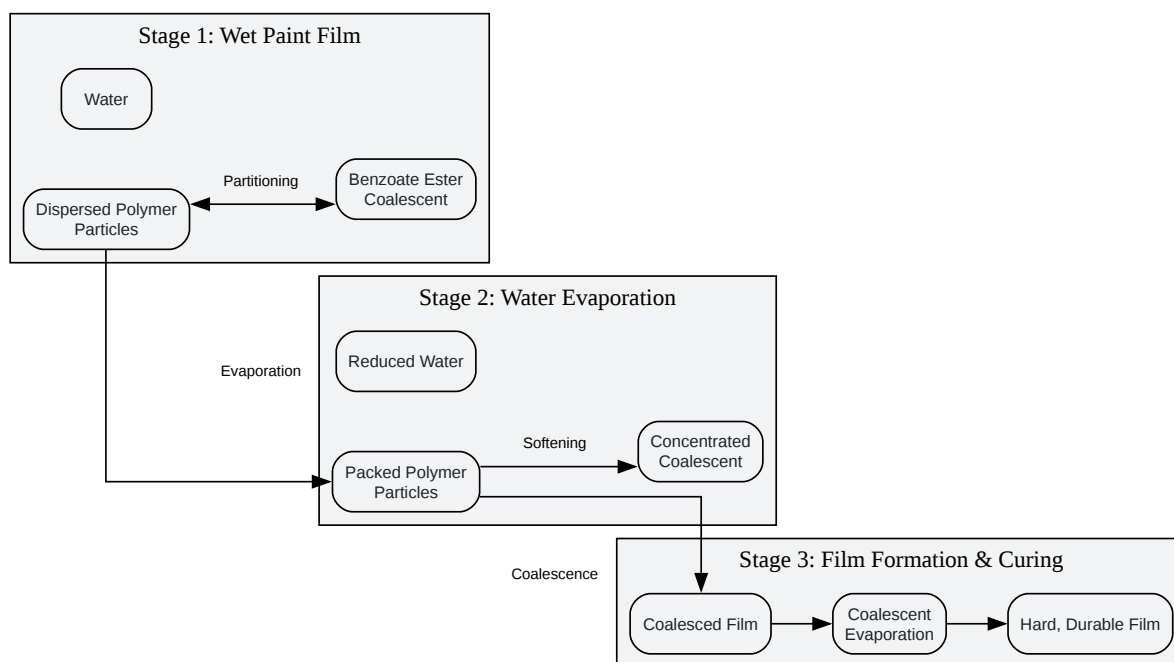 Stage 1: Wet Paint Film
Water
Partitioning
Benzoate Ester
Coalescent
Dispersed Polymer
Particles
Stage 2: Water Evaporation
Reduced Water
Evaporation
Softening
Concentrated
Coalescent
Packed Polymer
Particles
Stage 3: Film Formation & Curing
Coalescence
Coalesced Film
Coalescent
Evaporation
Hard, Durable Film